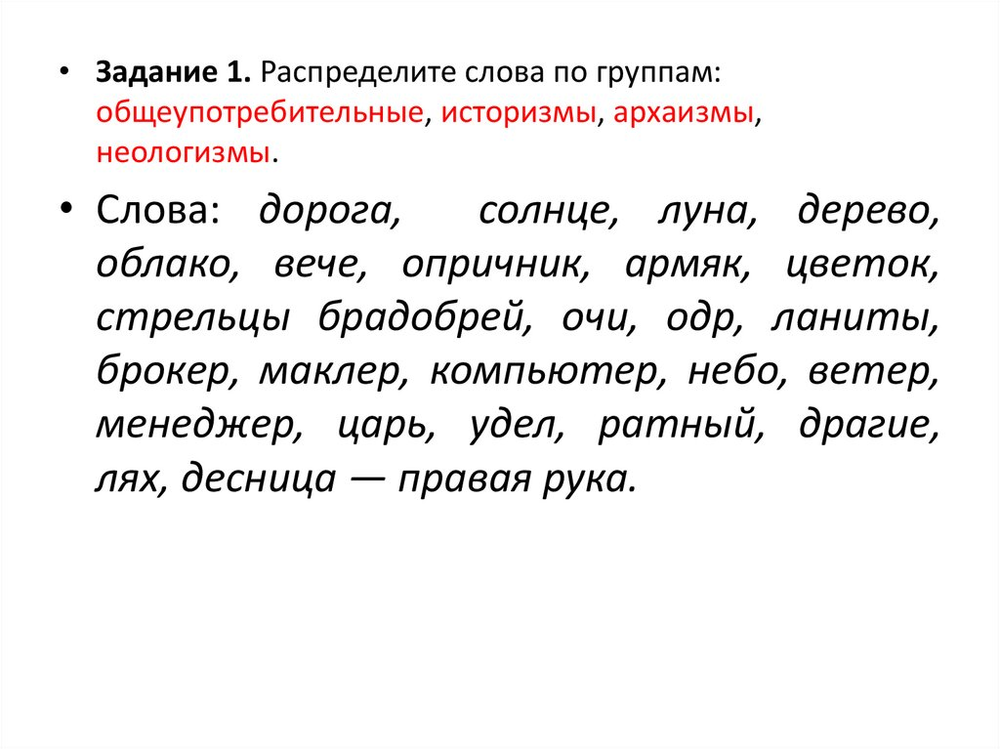 • Задание 1. Распределите слова по группам:
общеупотребительные, историзмы, архаизмы,
неологизмы.
• Слова: дорога, солнце, луна, дерево,
облако, вече, опричник, армяк, цветок,
стрельцы брадобрей, очи, одр, ланиты,
брокер, маклер, компьютер, небо, ветер,
менеджер, царь, удел, ратный, драгие,
лях, десница — правая рука.